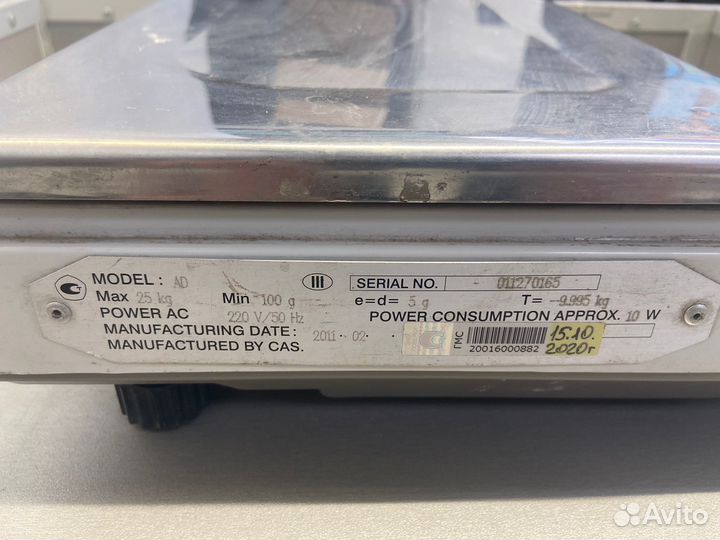 MODEL : AD III SERIAL NO. 011270165
Max 25 kg Min 100 g e=d= 5 g T= -9.995 kg
POWER AC 220 V/50 Hz POWER CONSUMPTION APPROX. 10 W
MANUFACTURING DATE : 2011. 02.
MANUFACTURED BY CAS.
ГМС 20016000882
15.10.
2020г
Avito